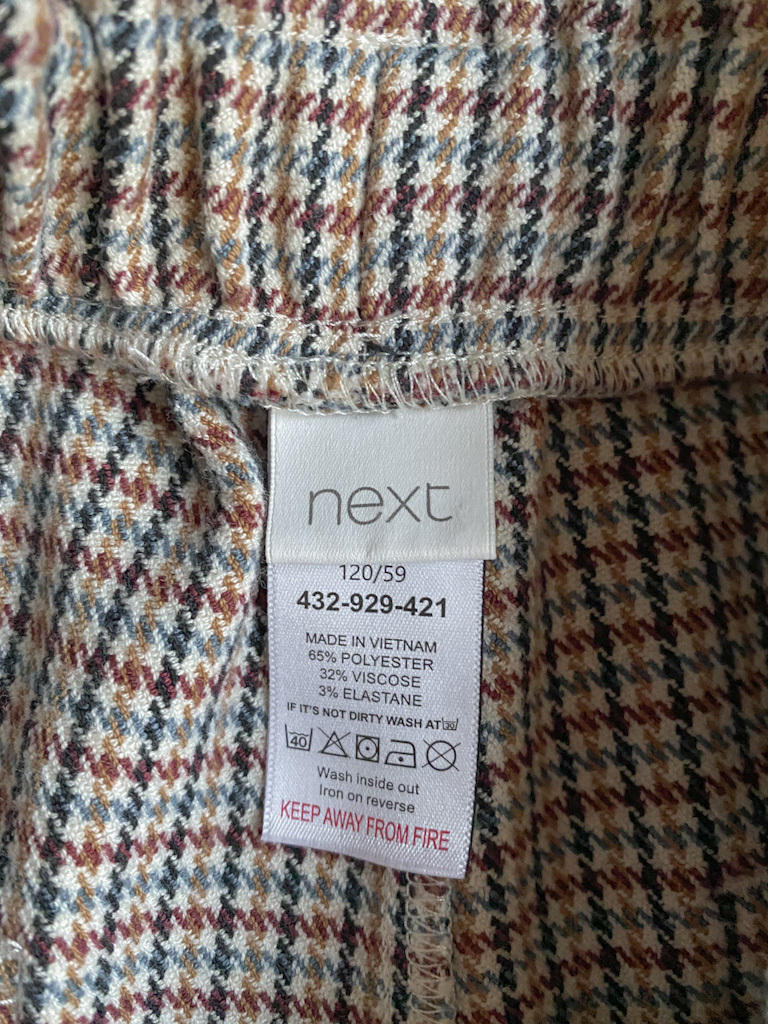 next
120/59
432-929-421
MADE IN VIETNAM
65% POLYESTER
32% VISCOSE
3% ELASTANE
IF IT'S NOT DIRTY WASH AT 30
40
Wash inside out
Iron on reverse
KEEP AWAY FROM FIRE